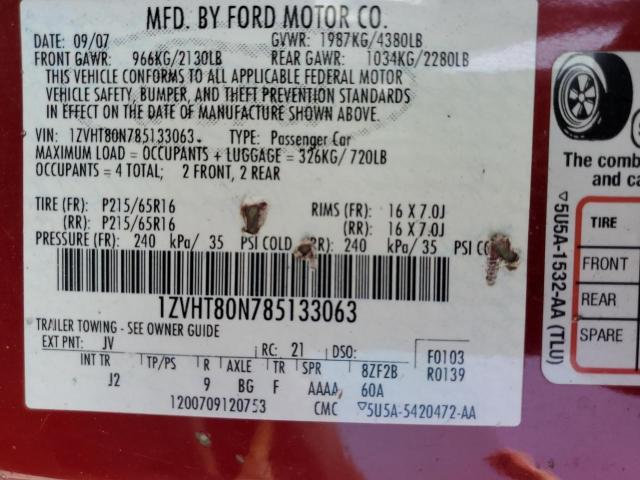 MFD. BY FORD MOTOR CO.
DATE: 09/07 GVWR: 1987KG/4380LB
FRONT GAWR: 966KG/2130LB REAR GAWR: 1034KG/2280LB
THIS VEHICLE CONFORMS TO ALL APPLICABLE FEDERAL MOTOR
VEHICLE SAFETY, BUMPER, AND THEFT PREVENTION STANDARDS
IN EFFECT ON THE DATE OF MANUFACTURE SHOWN ABOVE.
VIN: 1ZVHT80N785133063 TYPE: Passenger Car
MAXIMUM LOAD = OCCUPANTS + LUGGAGE = 326KG/720LB
OCCUPANTS = 4 TOTAL; 2 FRONT, 2 REAR
TIRE (FR): P215/65R16 RIMS (FR): 16 X 7.0J
(RR): P215/65R16 (RR): 16 X 7.0J
PRESSURE (FR): 240 kPa/35 PSI COLD RR): 240 kPa/35 PSI
1ZVHT80N785133063
TRAILER TOWING - SEE OWNER GUIDE
EXT PNT: JV RC: 21 DSO: F0103
INT TR TP/PS R AXLE TR SPR 8ZF2B R0139
J2 9 BG F AAAA 60A
1200709120753 CMC ▽5U5A-5420472-AA
The comb
and ca
▽5U5A-1532-AA (TLU)
TIRE
FRONT
REAR
SPARE